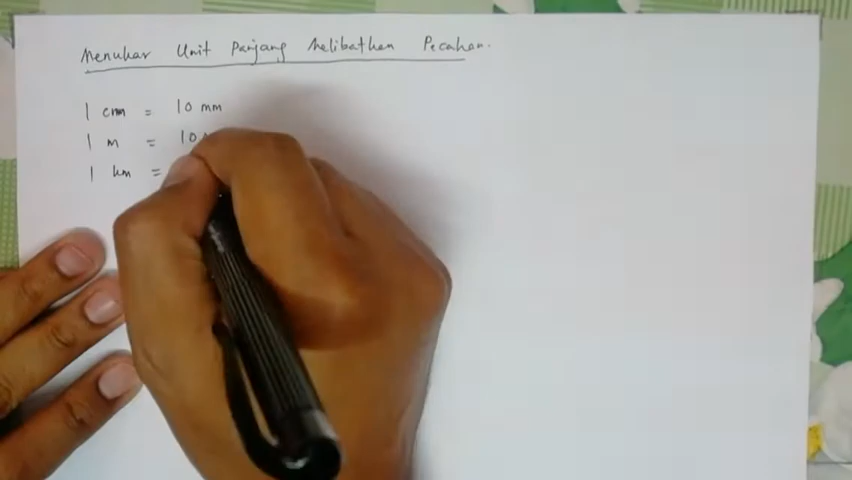 Menukar Unit Panjang Melibatkan Pecahan.
1 cm = 10 mm
1 m = 10
1 km =